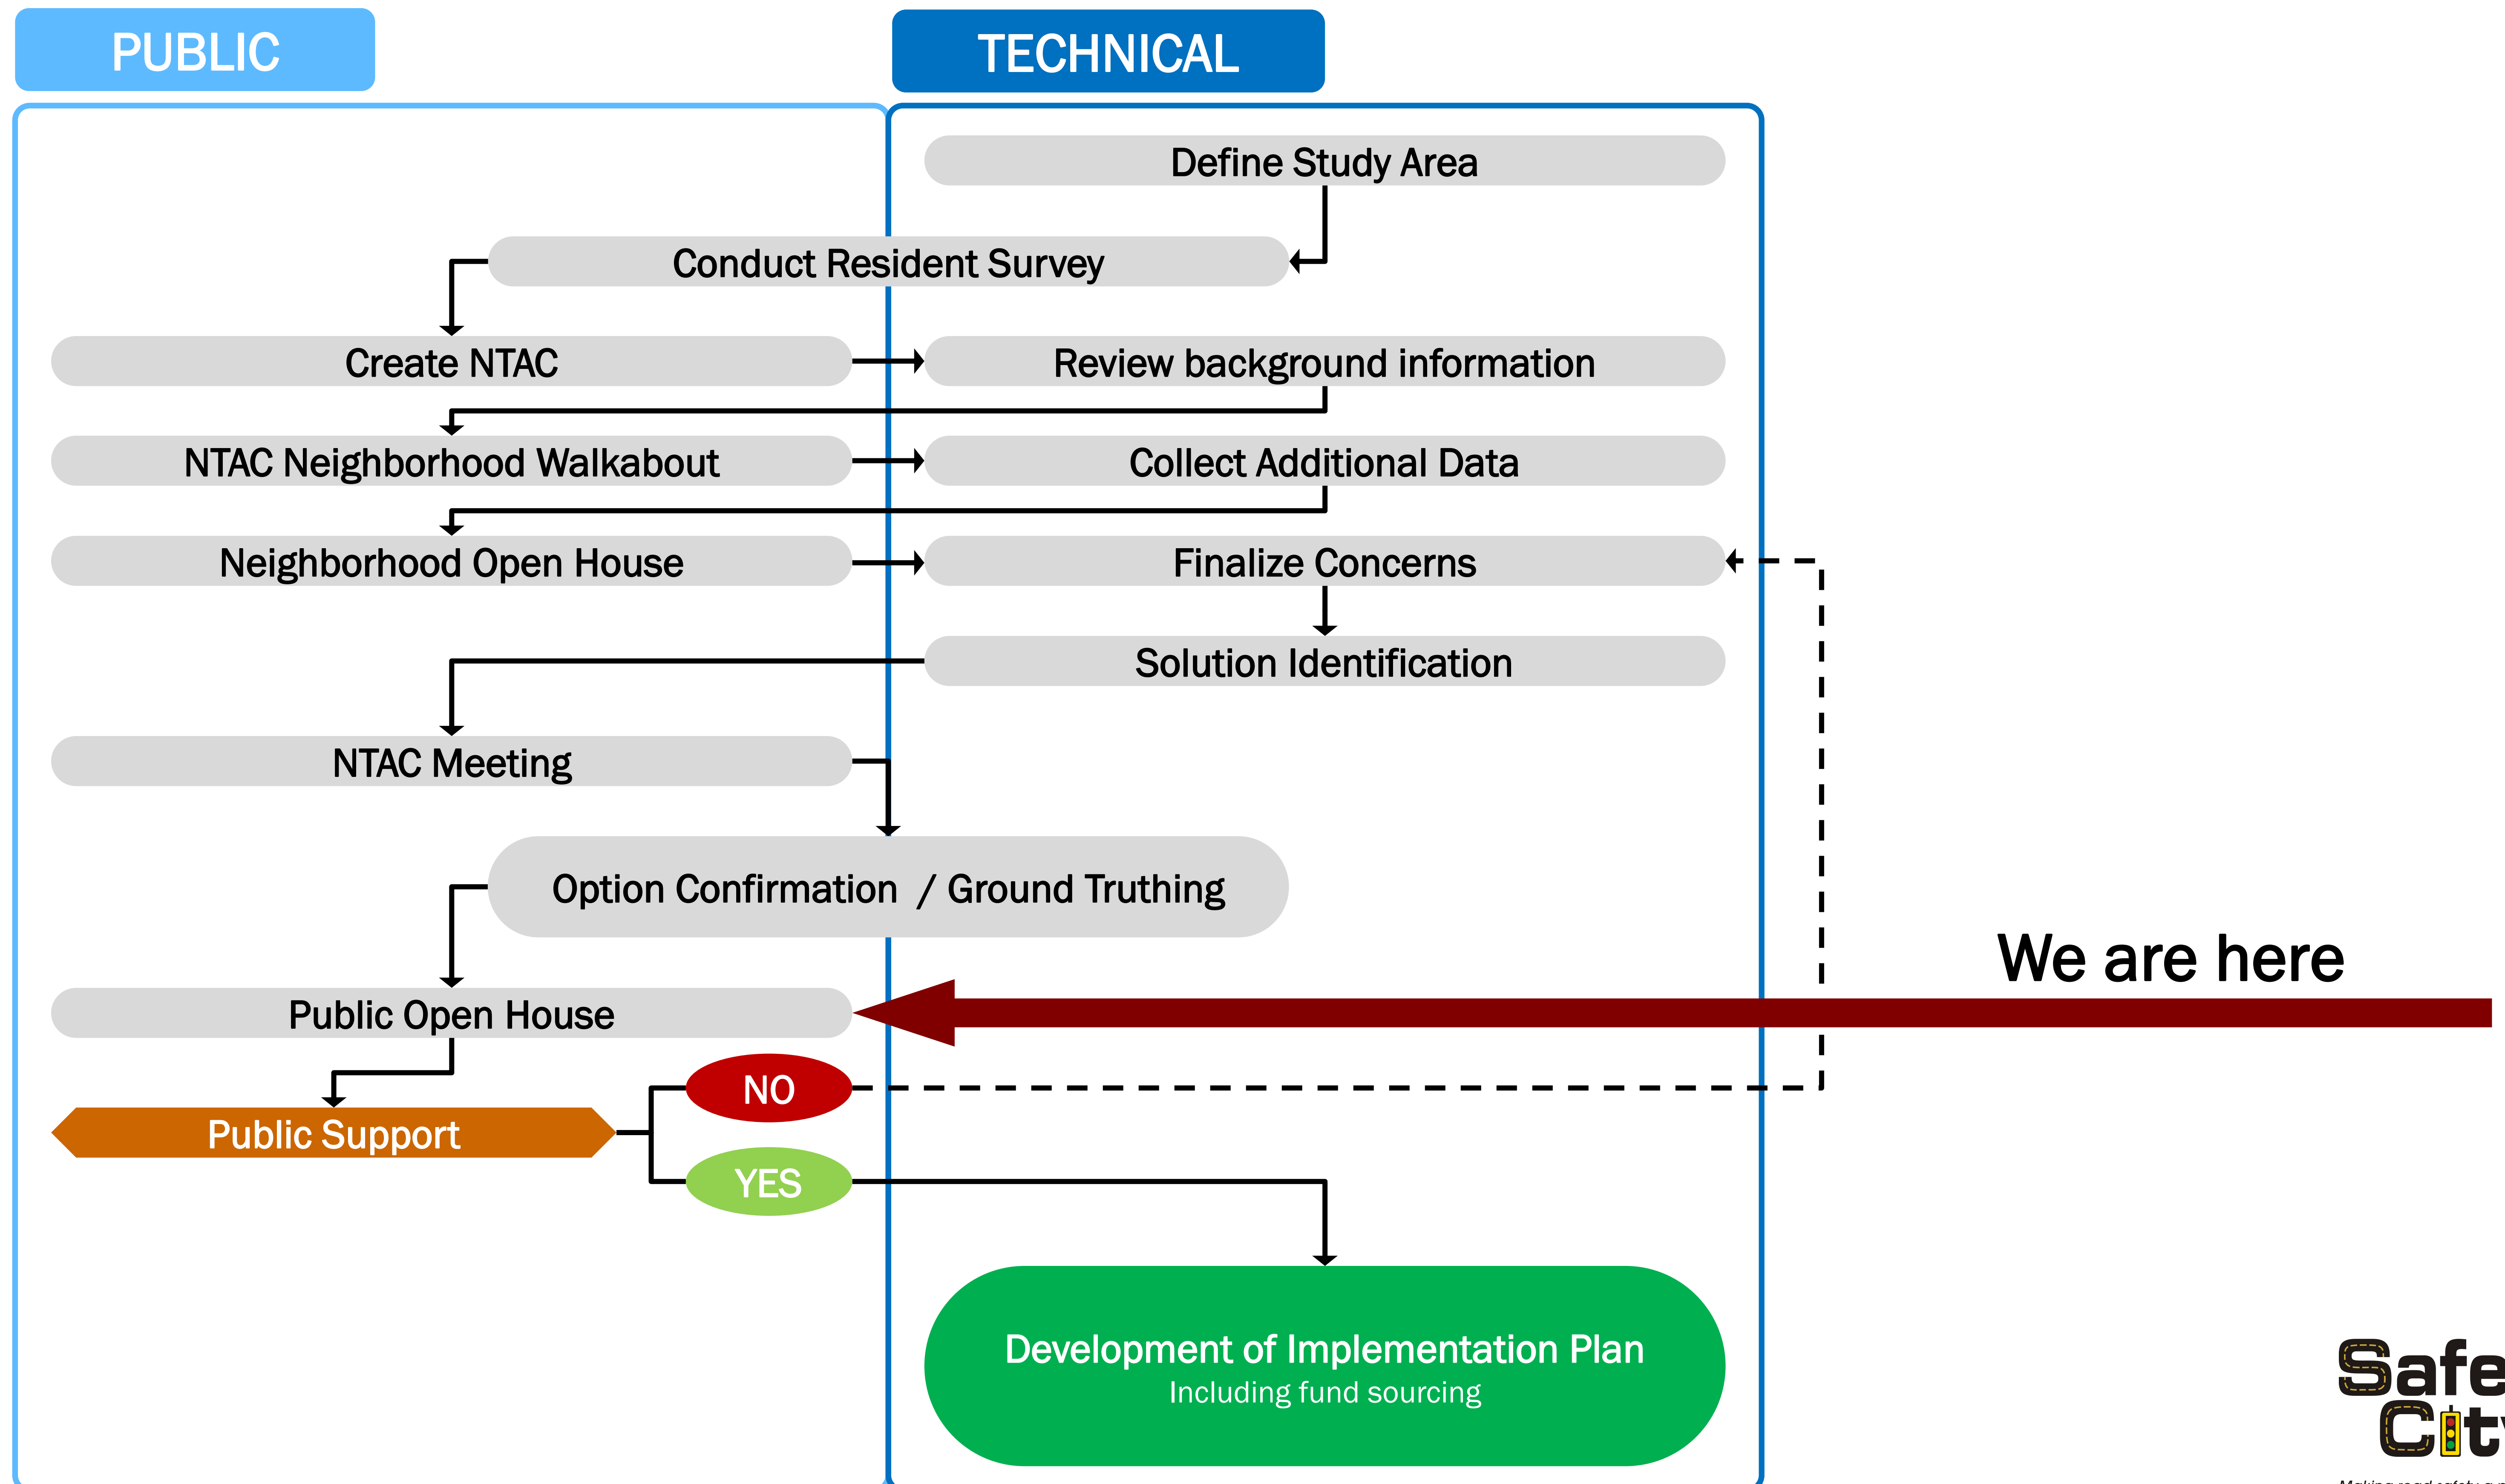 PUBLIC
TECHNICAL
Define Study Area
Conduct Resident Survey
Create NTAC
Review background information
NTAC Neighborhood Walkabout
Collect Additional Data
Neighborhood Open House
Finalize Concerns
Solution Identification
NTAC Meeting
Option Confirmation / Ground Truthing
We are here
Public Open House
NO
Public Support
YES
Development of Implementation Plan
Including fund sourcing
Safe
City